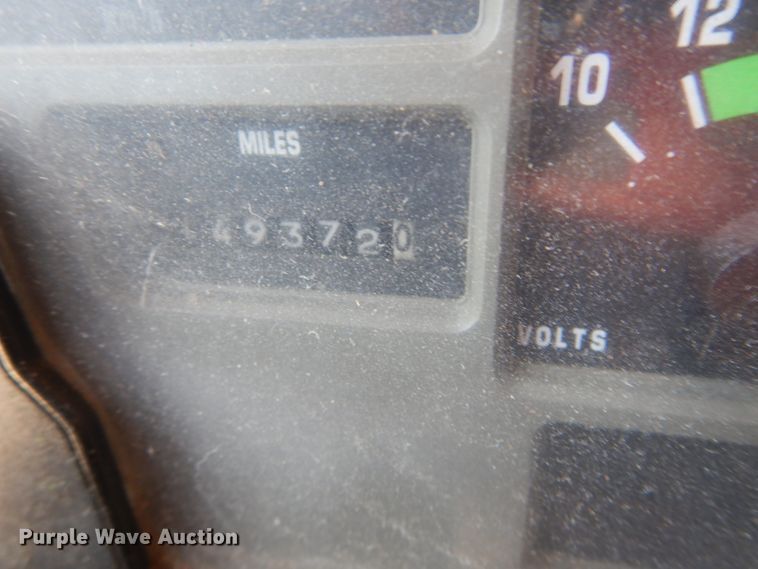 12
10
MILES
493720
VOLTS
Purple Wave Auction